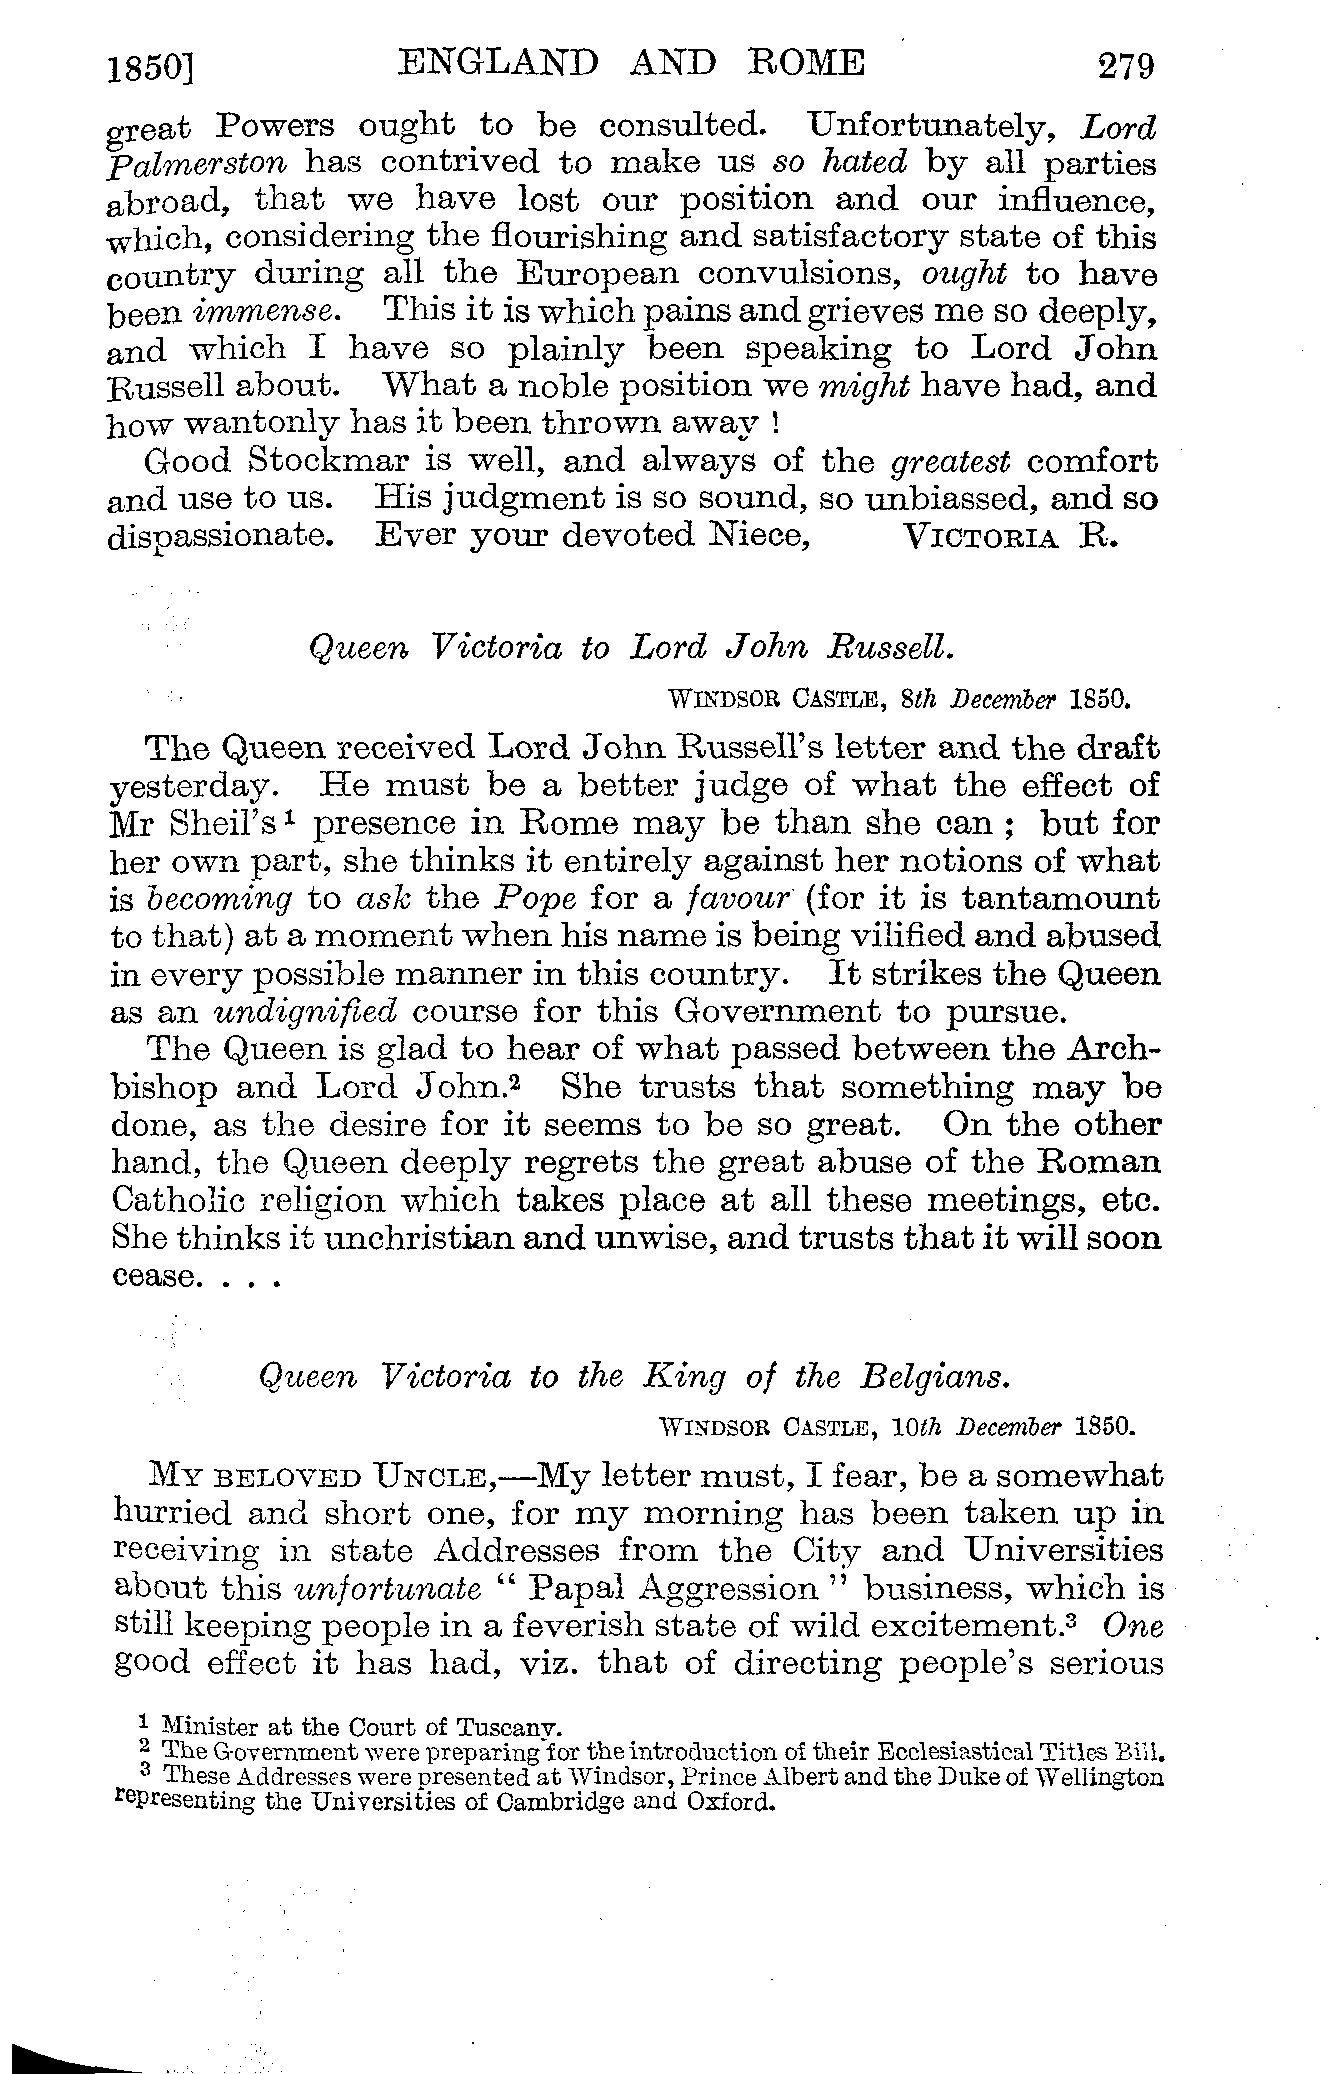 1850] ENGLAND AND ROME 279
great Powers ought to be consulted. Unfortunately, Lord
Palmerston has contrived to make us so hated by all parties
abroad, that we have lost our position and our influence,
which, considering the flourishing and satisfactory state of this
country during all the European convulsions, ought to have
been immense. This it is which pains and grieves me so deeply,
and which I have so plainly been speaking to Lord John
Russell about. What a noble position we might have had, and
how wantonly has it been thrown away !
Good Stockmar is well, and always of the greatest comfort
and use to us. His judgment is so sound, so unbiassed, and so
dispassionate. Ever your devoted Niece, VICTORIA R.
Queen Victoria to Lord John Russell.
WINDSOR CASTLE, 8th December 1850.
The Queen received Lord John Russell's letter and the draft
yesterday. He must be a better judge of what the effect of
Mr Sheil's¹ presence in Rome may be than she can ; but for
her own part, she thinks it entirely against her notions of what
is becoming to ask the Pope for a favour (for it is tantamount
to that) at a moment when his name is being vilified and abused
in every possible manner in this country. It strikes the Queen
as an undignified course for this Government to pursue.
The Queen is glad to hear of what passed between the Arch-
bishop and Lord John.² She trusts that something may be
done, as the desire for it seems to be so great. On the other
hand, the Queen deeply regrets the great abuse of the Roman
Catholic religion which takes place at all these meetings, etc.
She thinks it unchristian and unwise, and trusts that it will soon
cease. . . .
Queen Victoria to the King of the Belgians.
WINDSOR CASTLE, 10th December 1850.
MY BELOVED UNCLE,—My letter must, I fear, be a somewhat
hurried and short one, for my morning has been taken up in
receiving in state Addresses from the City and Universities
about this unfortunate " Papal Aggression " business, which is
still keeping people in a feverish state of wild excitement.³ One
good effect it has had, viz. that of directing people's serious
¹ Minister at the Court of Tuscany.
² The Government were preparing for the introduction of their Ecclesiastical Titles Bill.
³ These Addresses were presented at Windsor, Prince Albert and the Duke of Wellington
representing the Universities of Cambridge and Oxford.